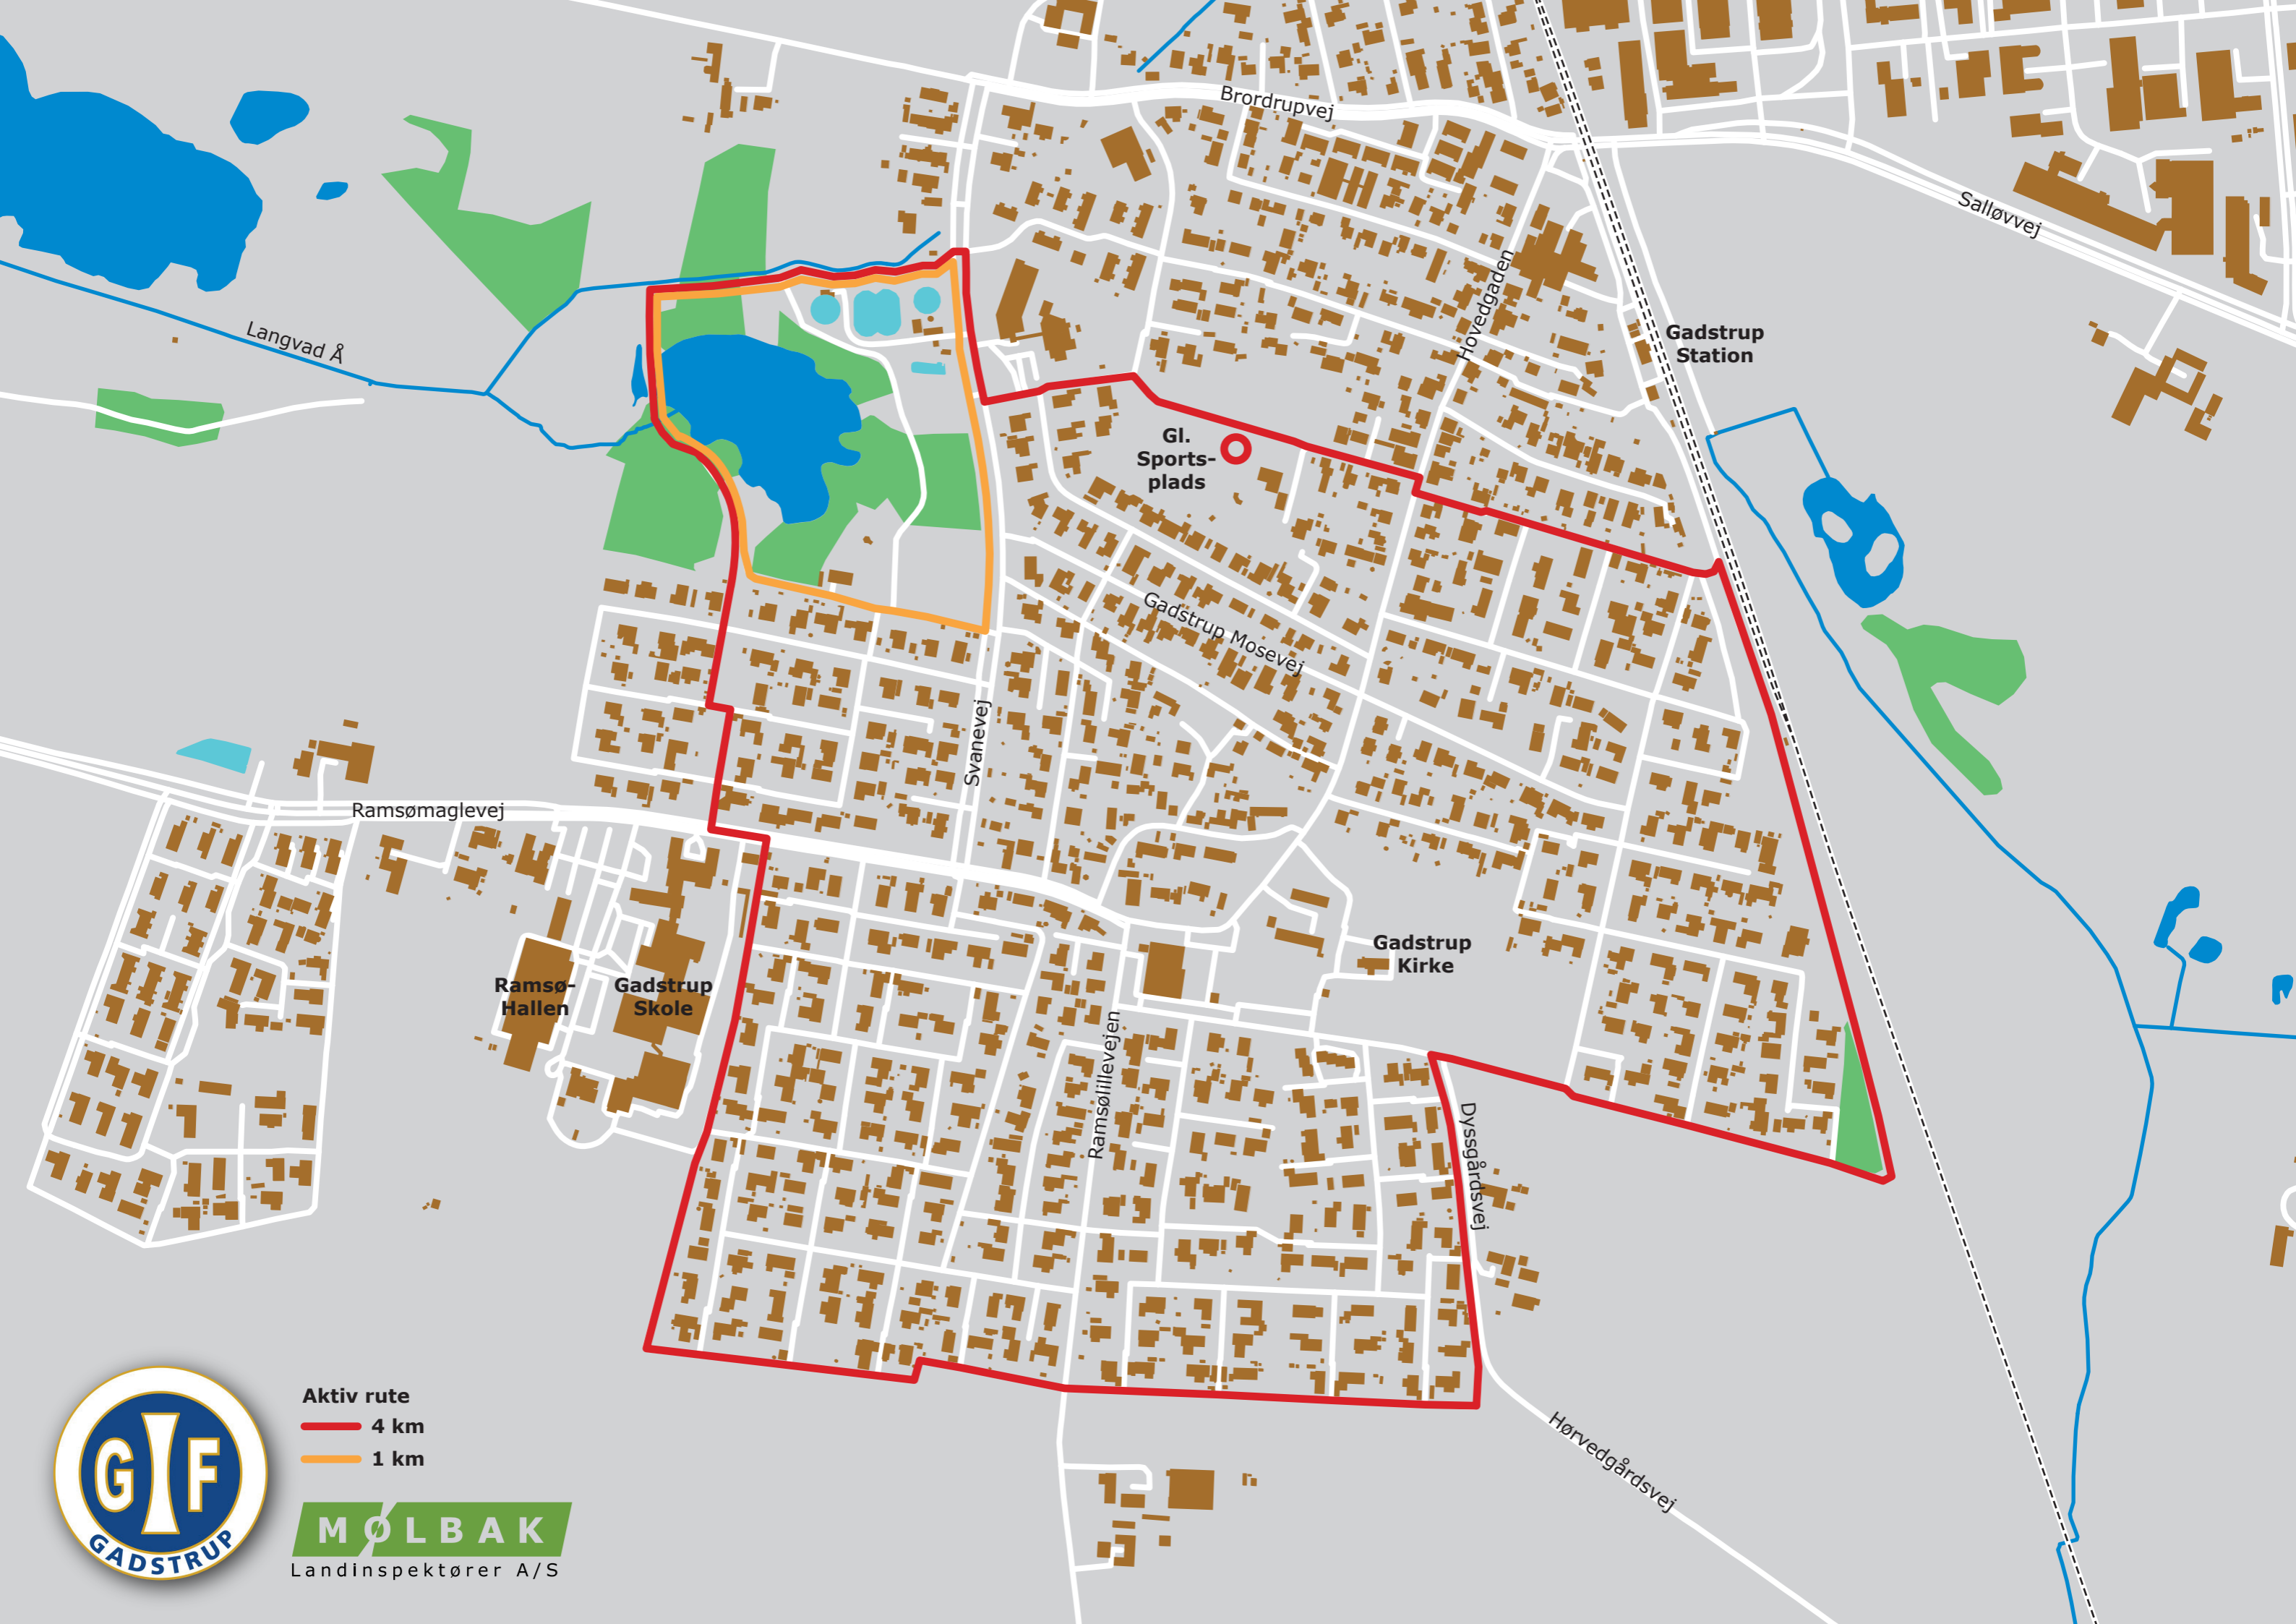 Brordrupvej
Salløvvej
Hovedgaden
Gadstrup
Station
Langvad Å
Gl.
Sports-
plads
Gadstrup Mosevej
Svanevej
Ramsømaglevej
Gadstrup
Kirke
Ramsø-
Hallen
Gadstrup
Skole
Ramsølillevejen
Dyssgårdsvej
Hørvedgårdsvej
Aktiv rute
4 km
1 km
GIF
GADSTRUP
MØLBAK
Landinspektører A/S